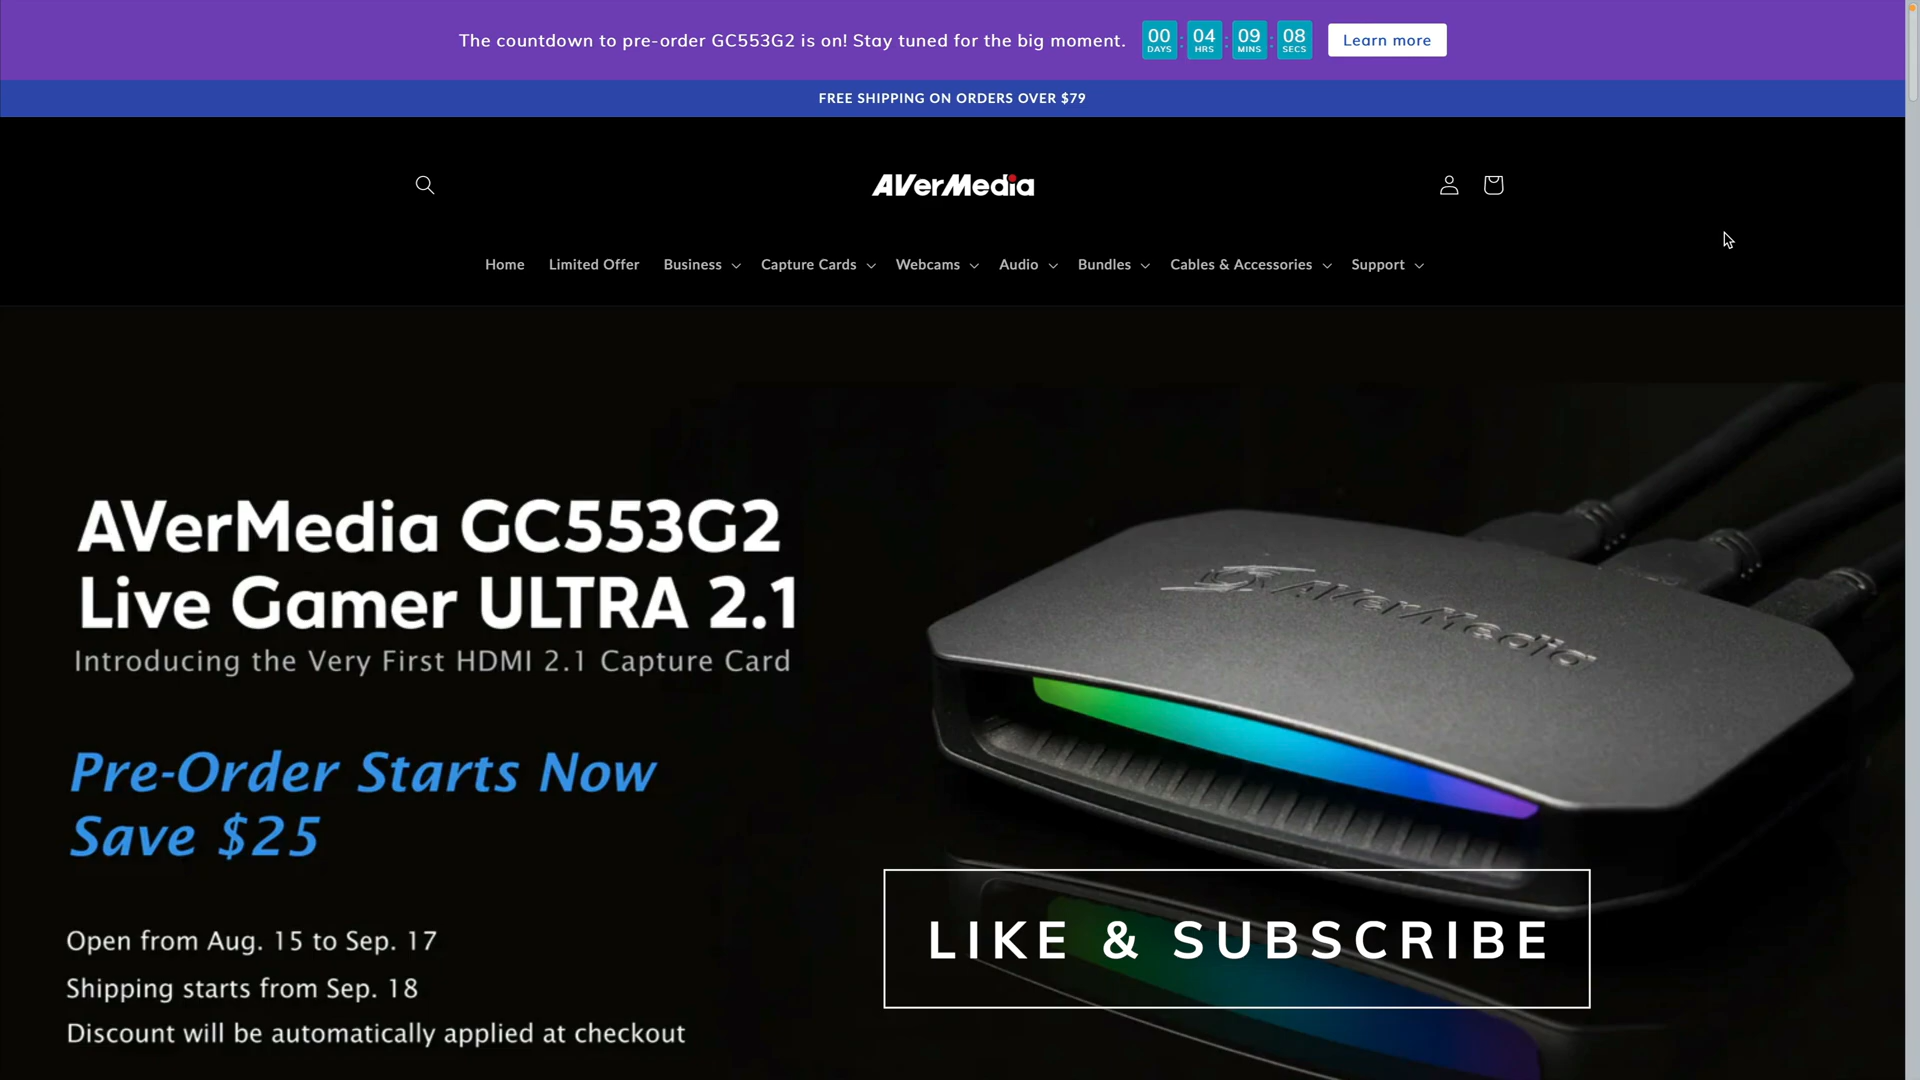 The countdown to pre-order GC553G2 is on! Stay tuned for the big moment. 00 : 04 : 09 : 08 Learn more
DAYS HRS MINS SECS
FREE SHIPPING ON ORDERS OVER $79
AVerMedia
Home Limited Offer Business Capture Cards Webcams Audio Bundles Cables & Accessories Support
AVerMedia GC553G2
Live Gamer ULTRA 2.1
Introducing the Very First HDMI 2.1 Capture Card
AVerMedia
Pre-Order Starts Now
Save $25
LIKE & SUBSCRIBE
Open from Aug. 15 to Sep. 17
Shipping starts from Sep. 18
Discount will be automatically applied at checkout